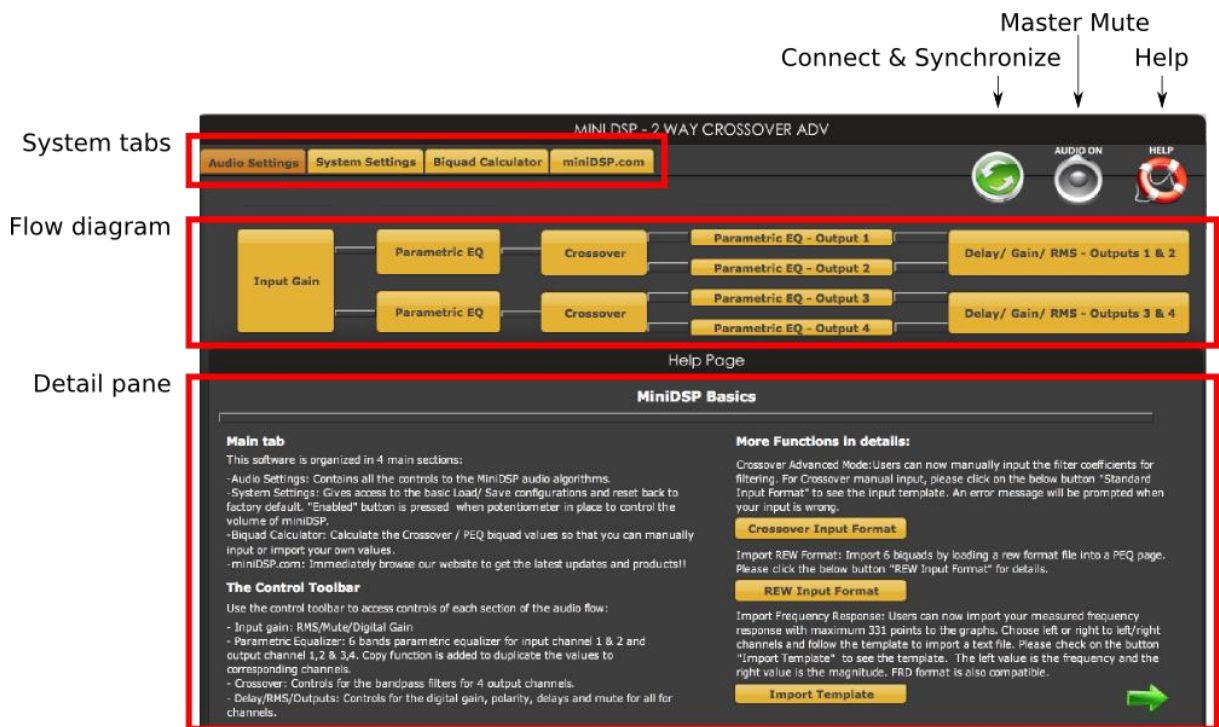 Master Mute
Connect & Synchronize
Help
MINI DSP - 2 WAY CROSSOVER ADV
System tabs
Audio Settings
System Settings
Biquad Calculator
miniDSP.com
AUDIO ON
HELP
Flow diagram
Input Gain
Parametric EQ
Crossover
Parametric EQ - Output 1
Parametric EQ - Output 2
Delay/ Gain/ RMS - Outputs 1 & 2
Parametric EQ
Crossover
Parametric EQ - Output 3
Parametric EQ - Output 4
Delay/ Gain/ RMS - Outputs 3 & 4
Help Page
Detail pane
MiniDSP Basics
Main tab
This software is organized in 4 main sections:
-Audio Settings: Contains all the controls to the MiniDSP audio algorithms.
-System Settings: Gives access to the basic Load/ Save configurations and reset back to
factory default. "Enabled" button is pressed when potentiometer in place to control the
volume of miniDSP.
-Biquad Calculator: Calculate the Crossover / PEQ biquad values so that you can manually
input or import your own values.
-miniDSP.com: Immediately browse our website to get the latest updates and products!!
The Control Toolbar
Use the control toolbar to access controls of each section of the audio flow:
- Input gain: RMS/Mute/Digital Gain
- Parametric Equalizer: 6 bands parametric equalizer for input channel 1 & 2 and
output channel 1,2 & 3,4. Copy function is added to duplicate the values to
corresponding channels.
- Crossover: Controls for the bandpass filters for 4 output channels.
- Delay/RMS/Outputs: Controls for the digital gain, polarity, delays and mute for all for
channels.
More Functions in details:
Crossover Advanced Mode:Users can now manually input the filter coefficients for
filtering. For Crossover manual input, please click on the below button "Standard
Input Format" to see the input template. An error message will be prompted when
your input is wrong.
Crossover Input Format
Import REW Format: Import 6 biquads by loading a rew format file into a PEQ page.
Please click the below button "REW Input Format" for details.
REW Input Format
Import Frequency Response: Users can now import your measured frequency
response with maximum 331 points to the graphs. Choose left or right to left/right
channels and follow the template to import a text file. Please check on the button
"Import Template" to see the template. The left value is the frequency and the
right value is the magnitude. FRD format is also compatible.
Import Template